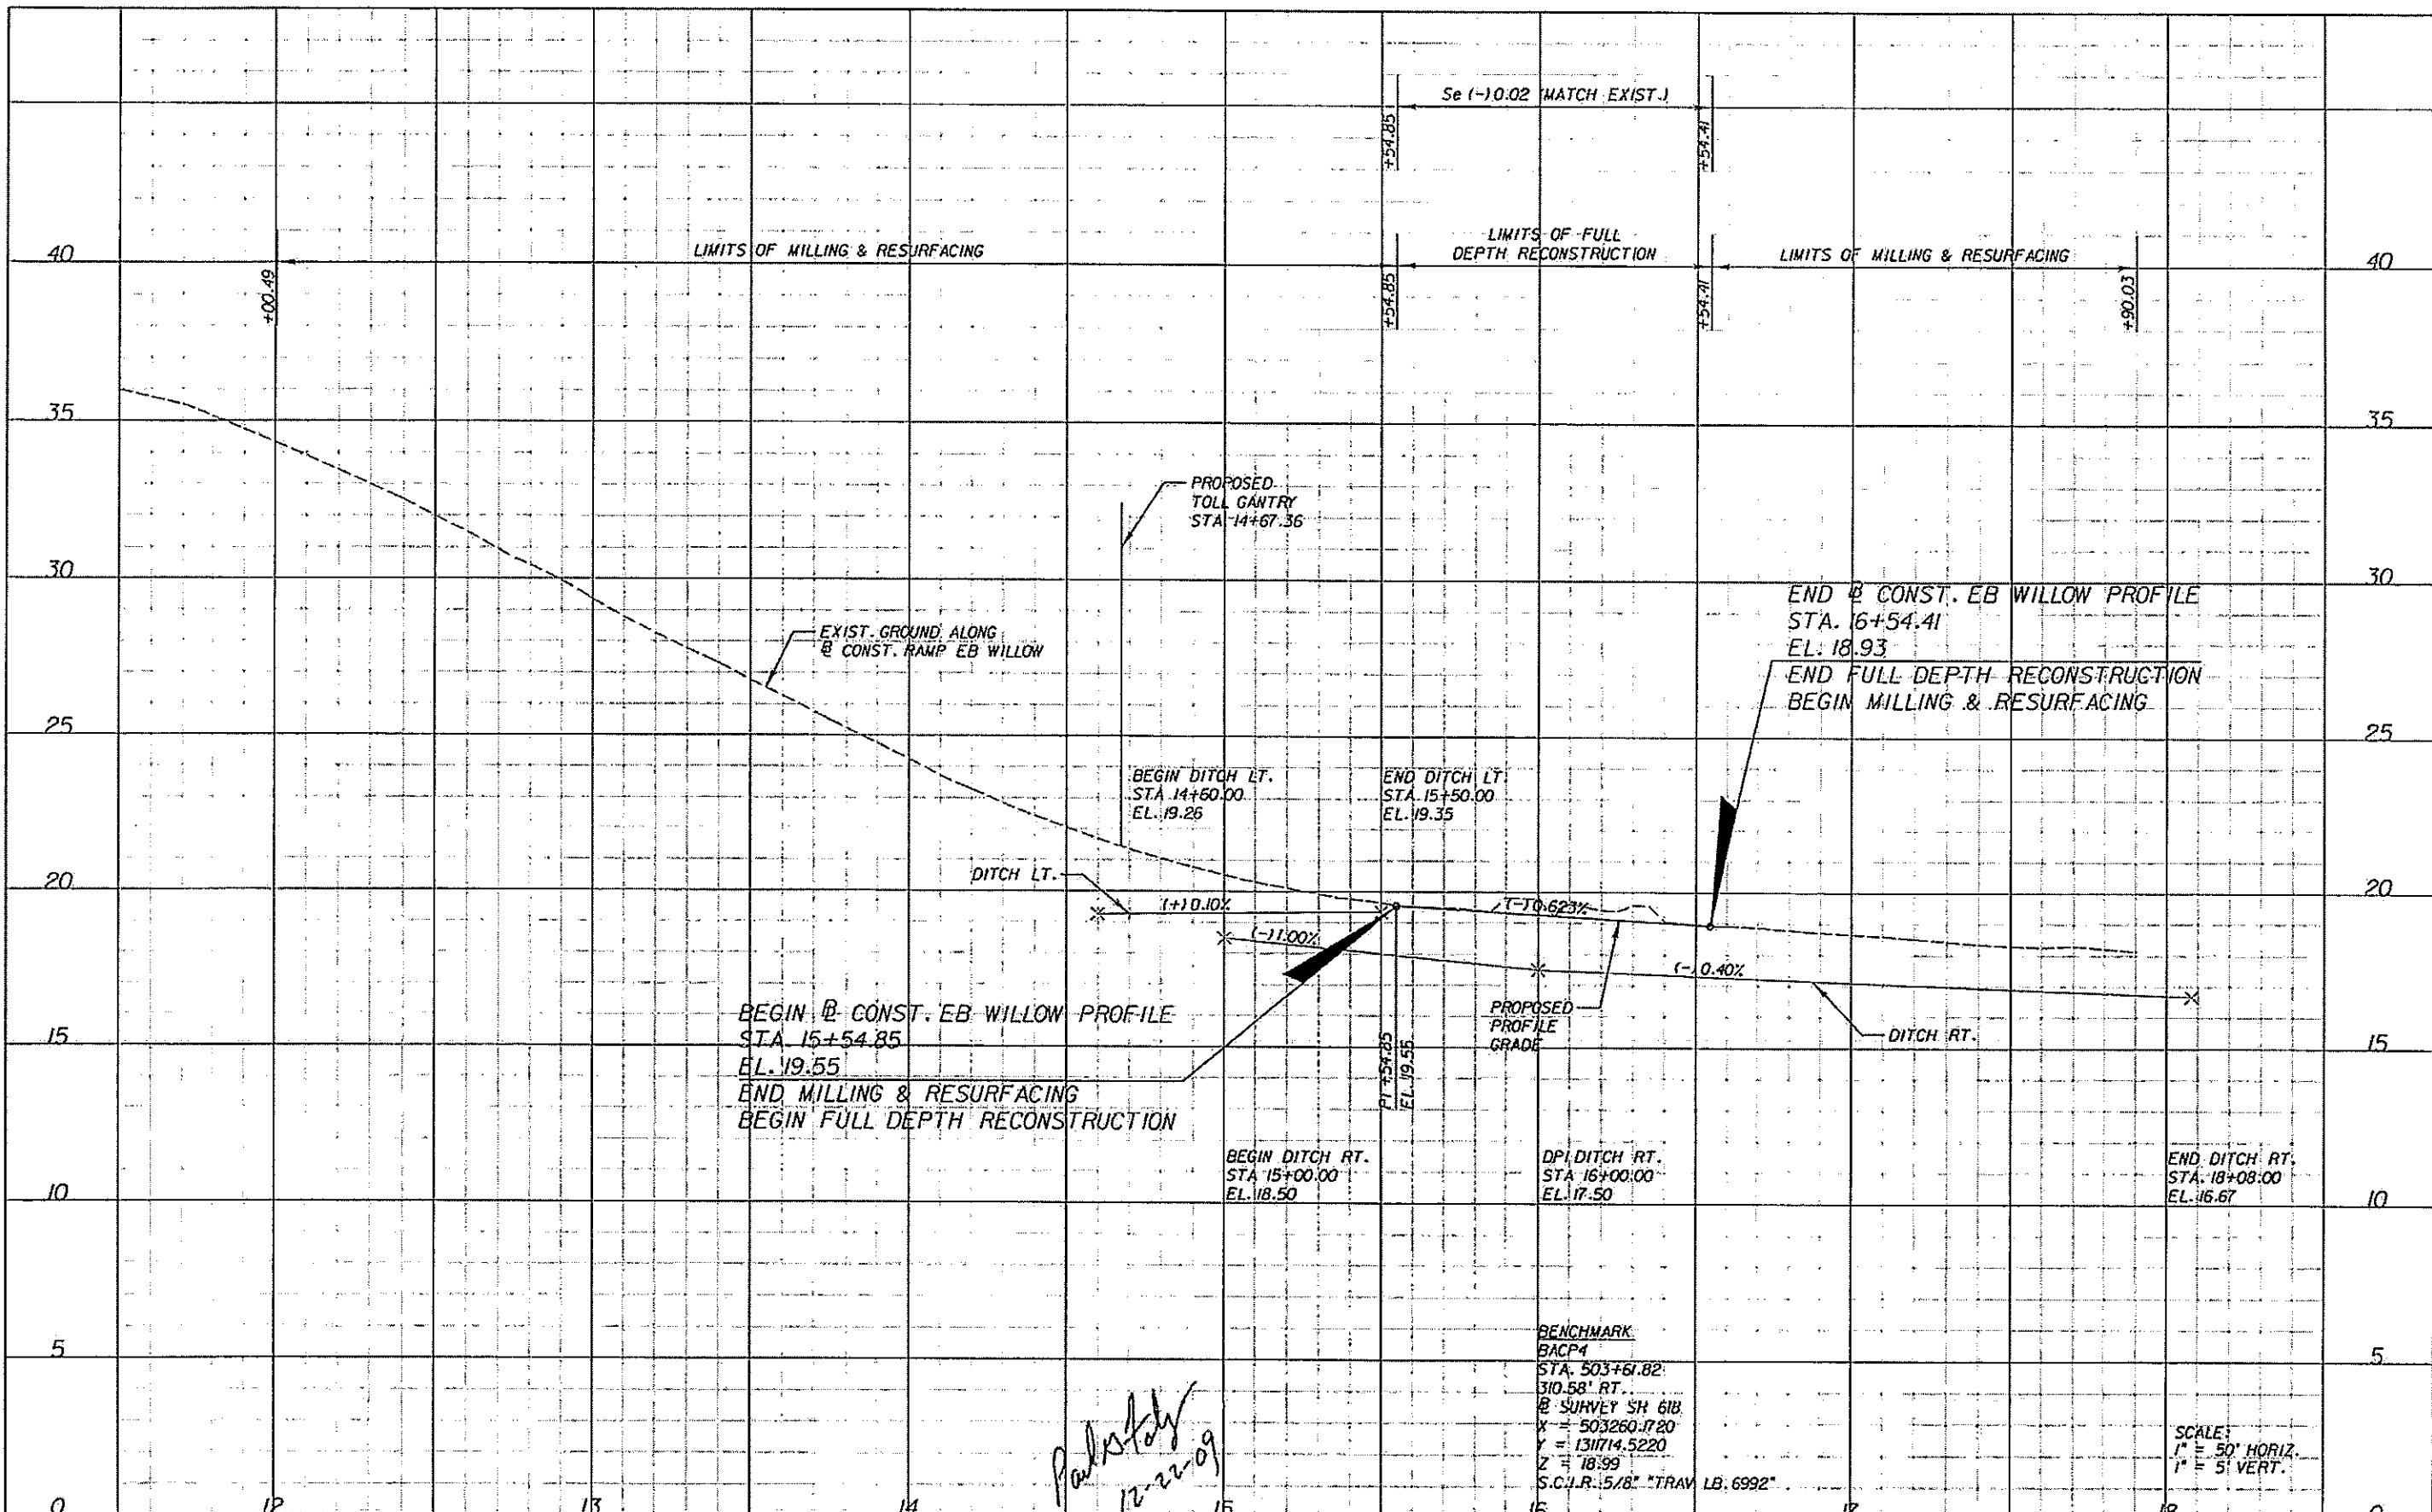 Se (-) 0.02 (MATCH EXIST.)
+54.85
+54.41
LIMITS OF MILLING & RESURFACING
LIMITS OF FULL
DEPTH RECONSTRUCTION
LIMITS OF MILLING & RESURFACING
+00.49
+54.85
+54.41
+90.03
40
40
35
35
PROPOSED
TOLL GANTRY
STA. 14+67.36
30
30
END ⅊ CONST. EB WILLOW PROFILE
STA. 16+54.41
EL. 18.93
END FULL DEPTH RECONSTRUCTION
BEGIN MILLING & RESURFACING
EXIST. GROUND ALONG
⅊ CONST. RAMP EB WILLOW
25
25
BEGIN DITCH LT.
STA. 14+60.00
EL. 19.26
END DITCH LT.
STA. 15+50.00
EL. 19.35
20
20
DITCH LT.
(+) 0.10%
(-) 0.623%
(-) 1.00%
(-) 0.40%
BEGIN ⅊ CONST. EB WILLOW PROFILE
STA. 15+54.85
EL. 19.55
END MILLING & RESURFACING
BEGIN FULL DEPTH RECONSTRUCTION
PROPOSED
PROFILE
GRADE
DITCH RT.
15
15
PI +54.85
EL. 19.55
BEGIN DITCH RT.
STA. 15+00.00
EL. 18.50
DPI DITCH RT.
STA. 16+00.00
EL. 17.50
END DITCH RT.
STA. 18+08.00
EL. 16.67
10
10
5
5
BENCHMARK
BACP4
STA. 503+61.82
310.58' RT.
⅊ SURVEY SR 618
X = 503260.1720
Y = 1311714.5220
Z = 18.99
S.C.I.R. 5/8" "TRAV LB 6992"
12-22-09
SCALE:
1" = 50' HORIZ.
1" = 5' VERT.
0
12
13
14
15
16
17
18
0